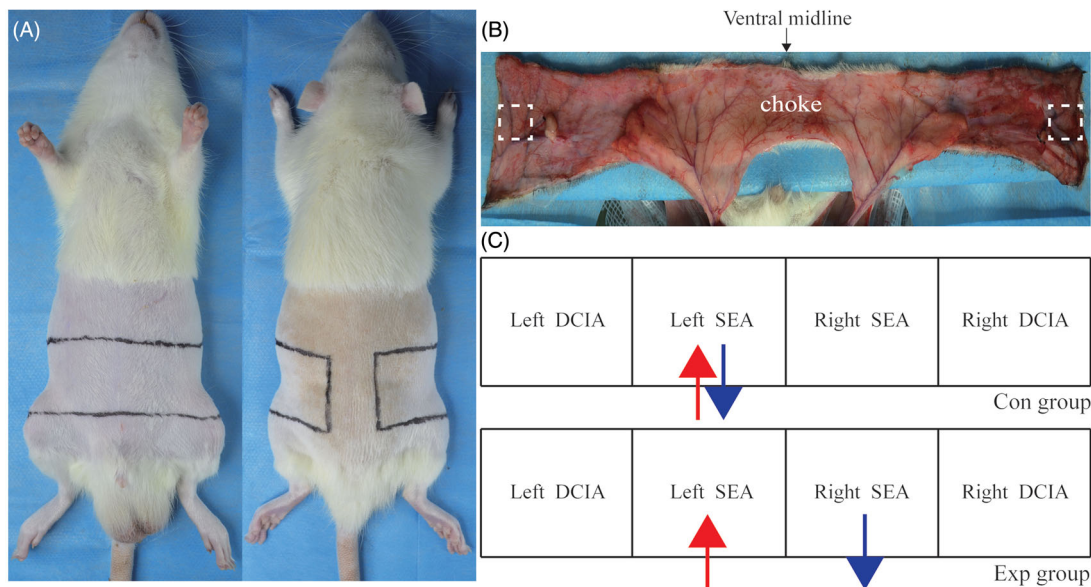 (A)
Ventral midline
(B)
choke
(C)
Left DCIA
Left SEA
Right SEA
Right DCIA
Con group
Left DCIA
Left SEA
Right SEA
Right DCIA
Exp group